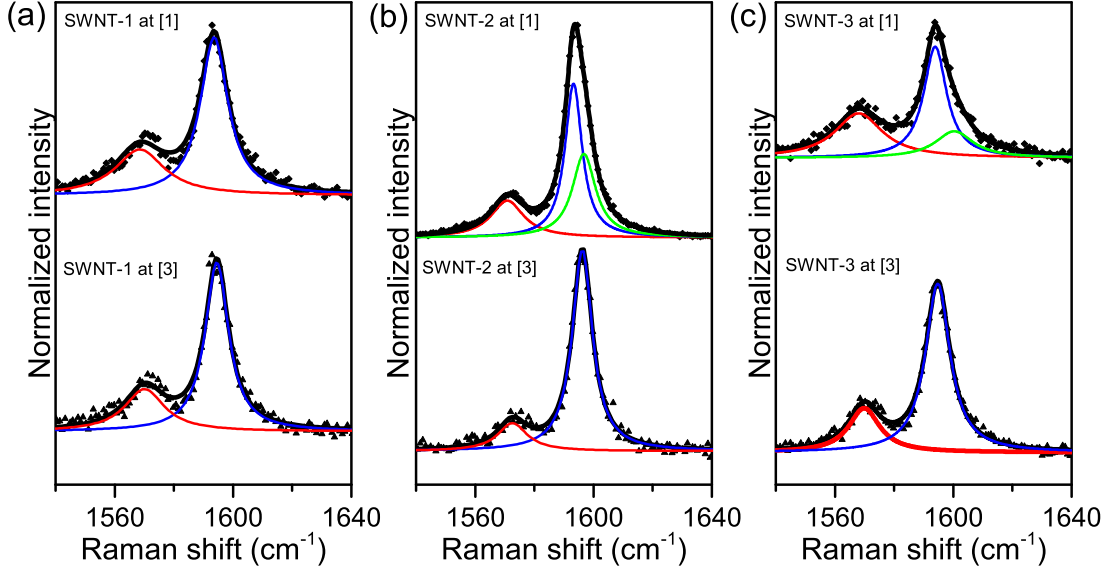 (a)
SWNT-1 at [1]
SWNT-1 at [3]
Normalized intensity
1560
1600
1640
Raman shift (cm⁻¹)
(b)
SWNT-2 at [1]
SWNT-2 at [3]
Normalized intensity
1560
1600
1640
Raman shift (cm⁻¹)
(c)
SWNT-3 at [1]
SWNT-3 at [3]
Normalized intensity
1560
1600
1640
Raman shift (cm⁻¹)